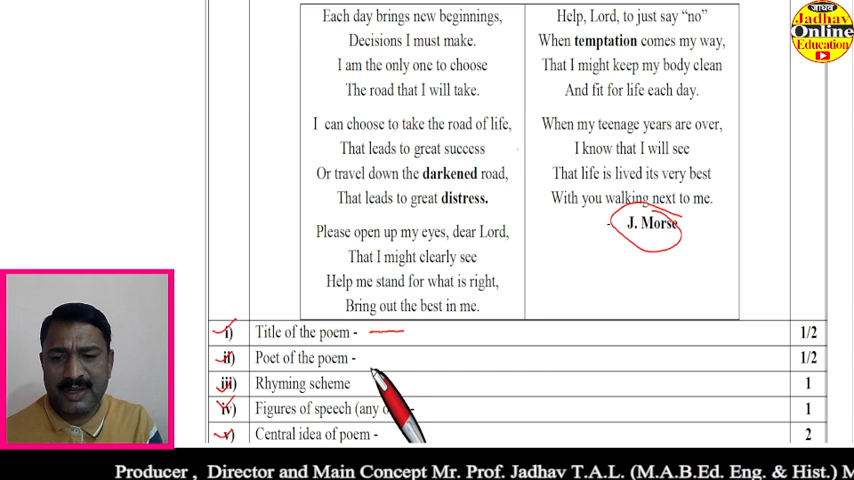 जाधव
Jadhav
Online
Education
Each day brings new beginnings,
Decisions I must make.
I am the only one to choose
The road that I will take.
I can choose to take the road of life,
That leads to great success
Or travel down the darkened road,
That leads to great distress.
Please open up my eyes, dear Lord,
That I might clearly see
Help me stand for what is right,
Bring out the best in me.
Help, Lord, to just say “no”
When temptation comes my way,
That I might keep my body clean
And fit for life each day.
When my teenage years are over,
I know that I will see
That life is lived its very best
With you walking next to me.
- J. Morse
i) Title of the poem - 1/2
ii) Poet of the poem - 1/2
iii) Rhyming scheme 1
iv) Figures of speech (any - 1
v) Central idea of poem - 2
Producer , Director and Main Concept Mr. Prof. Jadhav T.A.L. (M.A.B.Ed. Eng. & Hist.) M